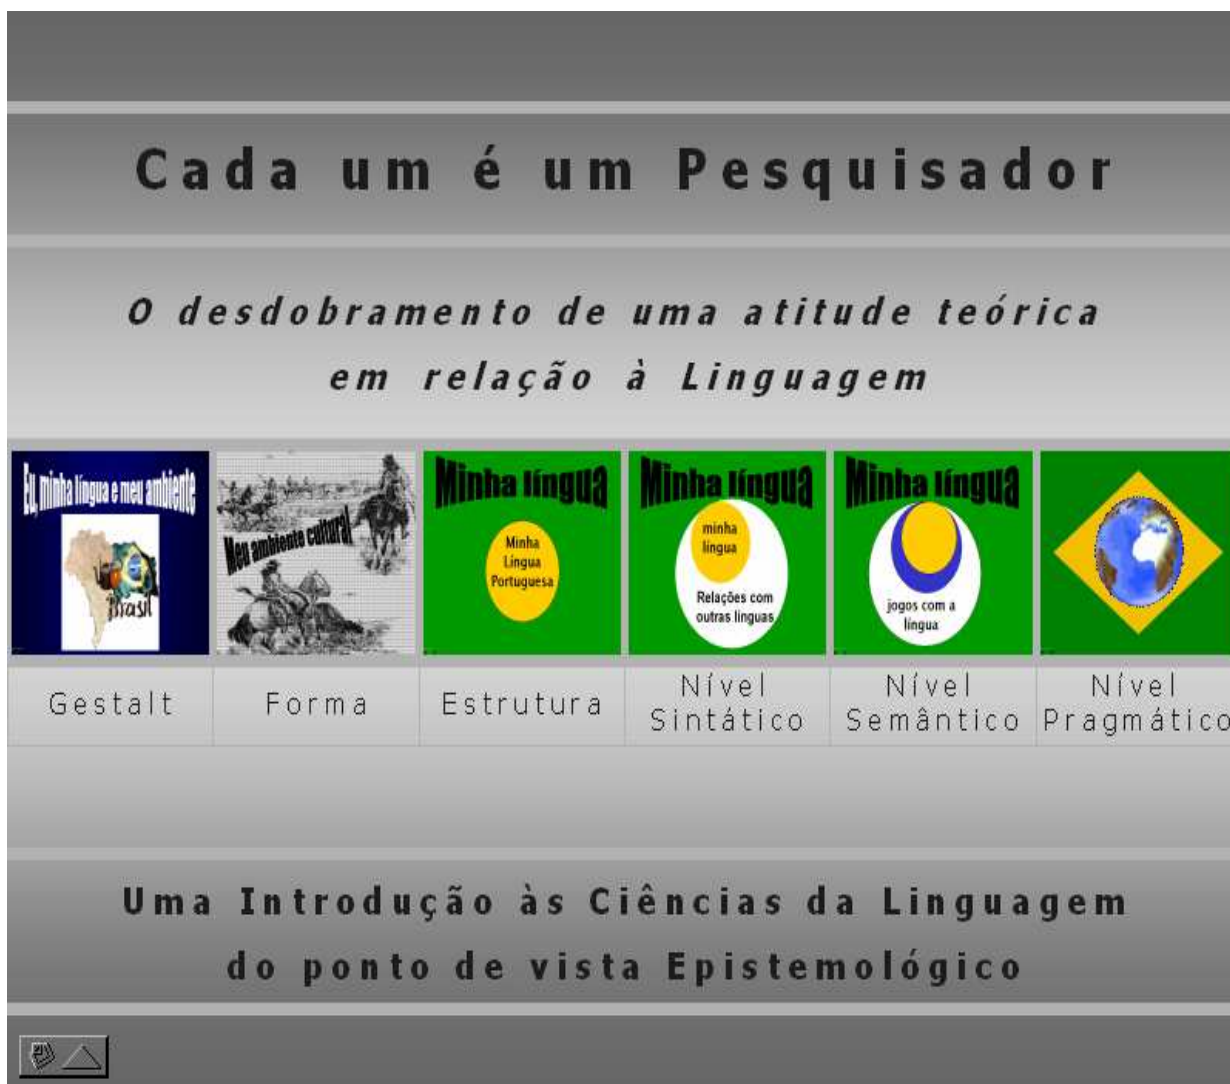 Cada um é um Pesquisador
O desdobramento de uma atitude teórica
em relação à Linguagem
Eu, minha língua e meu ambiente
Brasil
Meu ambiente cultural
Minha língua
Minha
Língua
Portuguesa
Minha língua
minha
língua
Relações com
outras línguas
Minha língua
jogos com a
língua
Gestalt
Forma
Estrutura
Nível
Sintático
Nível
Semântico
Nível
Pragmático
Uma Introdução às Ciências da Linguagem
do ponto de vista Epistemológico